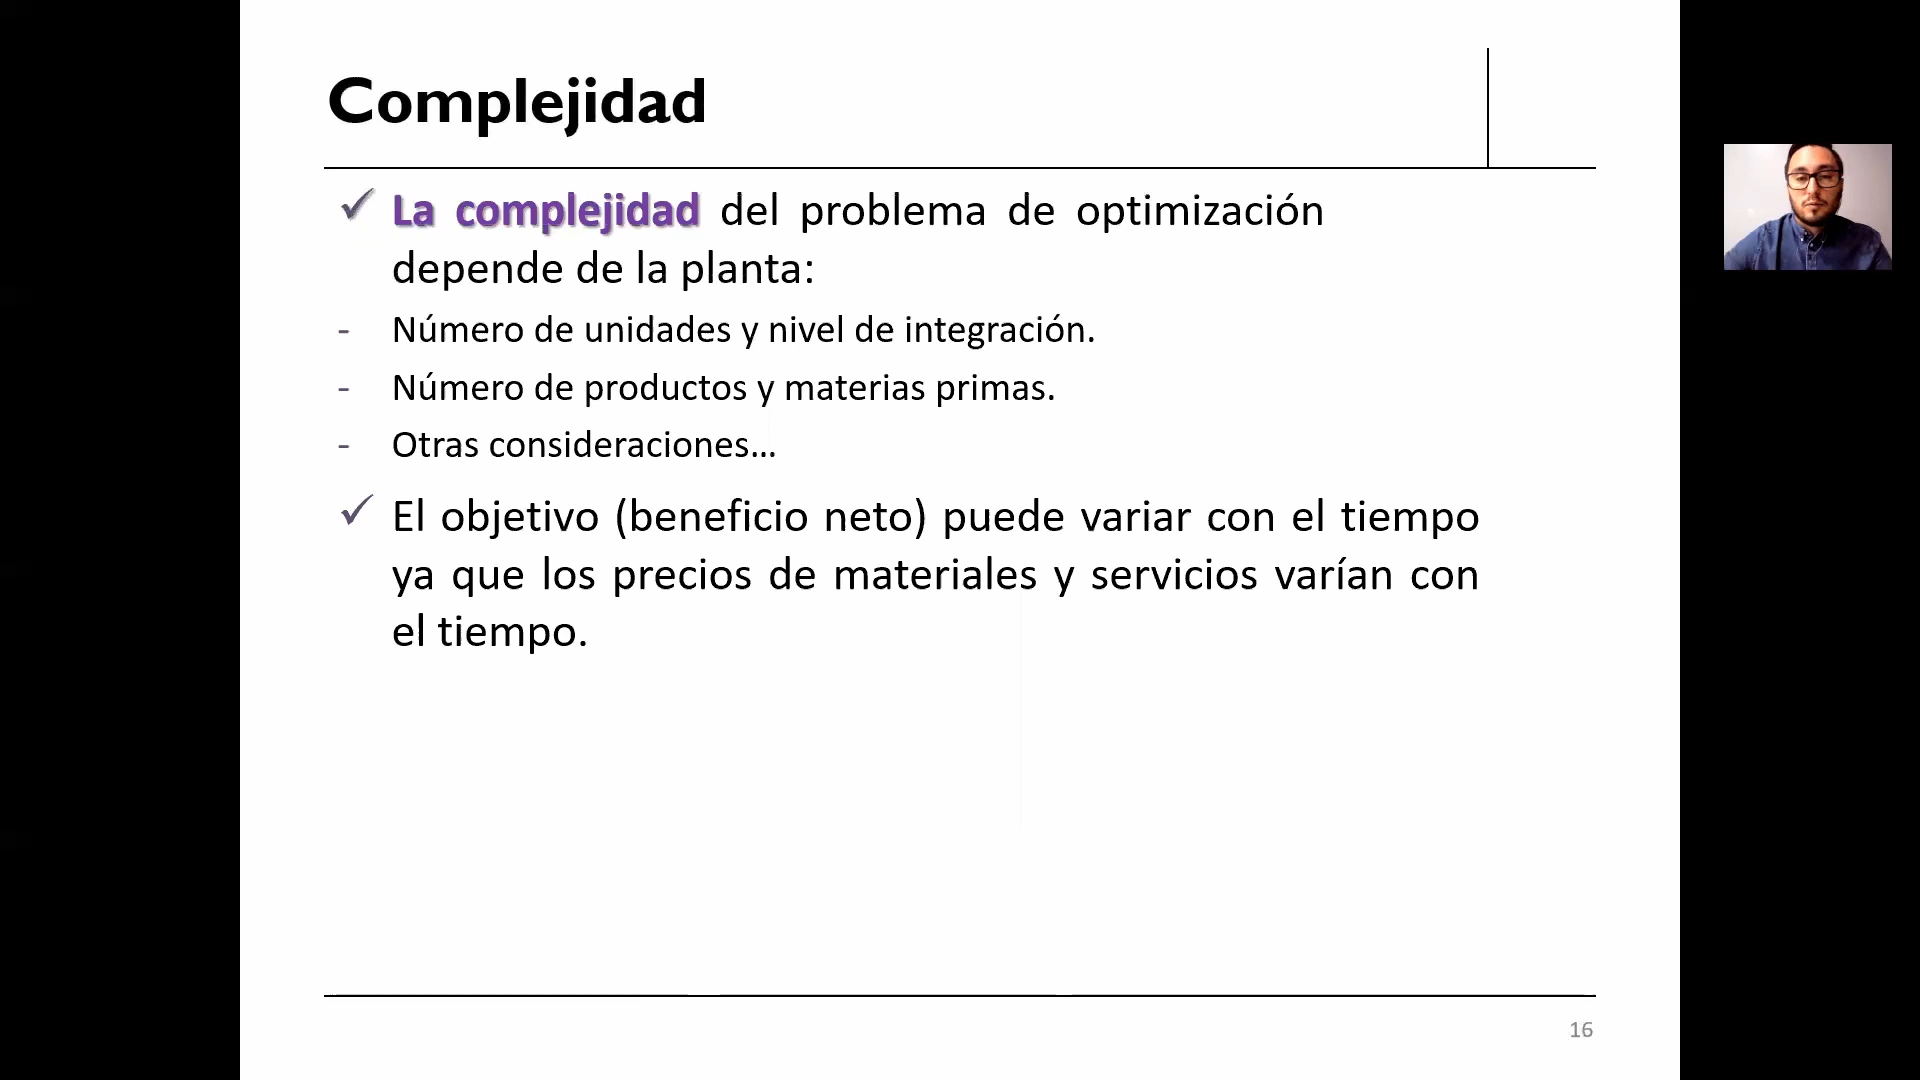 Complejidad
✓ La complejidad del problema de optimización
depende de la planta:
- Número de unidades y nivel de integración.
- Número de productos y materias primas.
- Otras consideraciones...
✓ El objetivo (beneficio neto) puede variar con el tiempo
ya que los precios de materiales y servicios varían con
el tiempo.
16